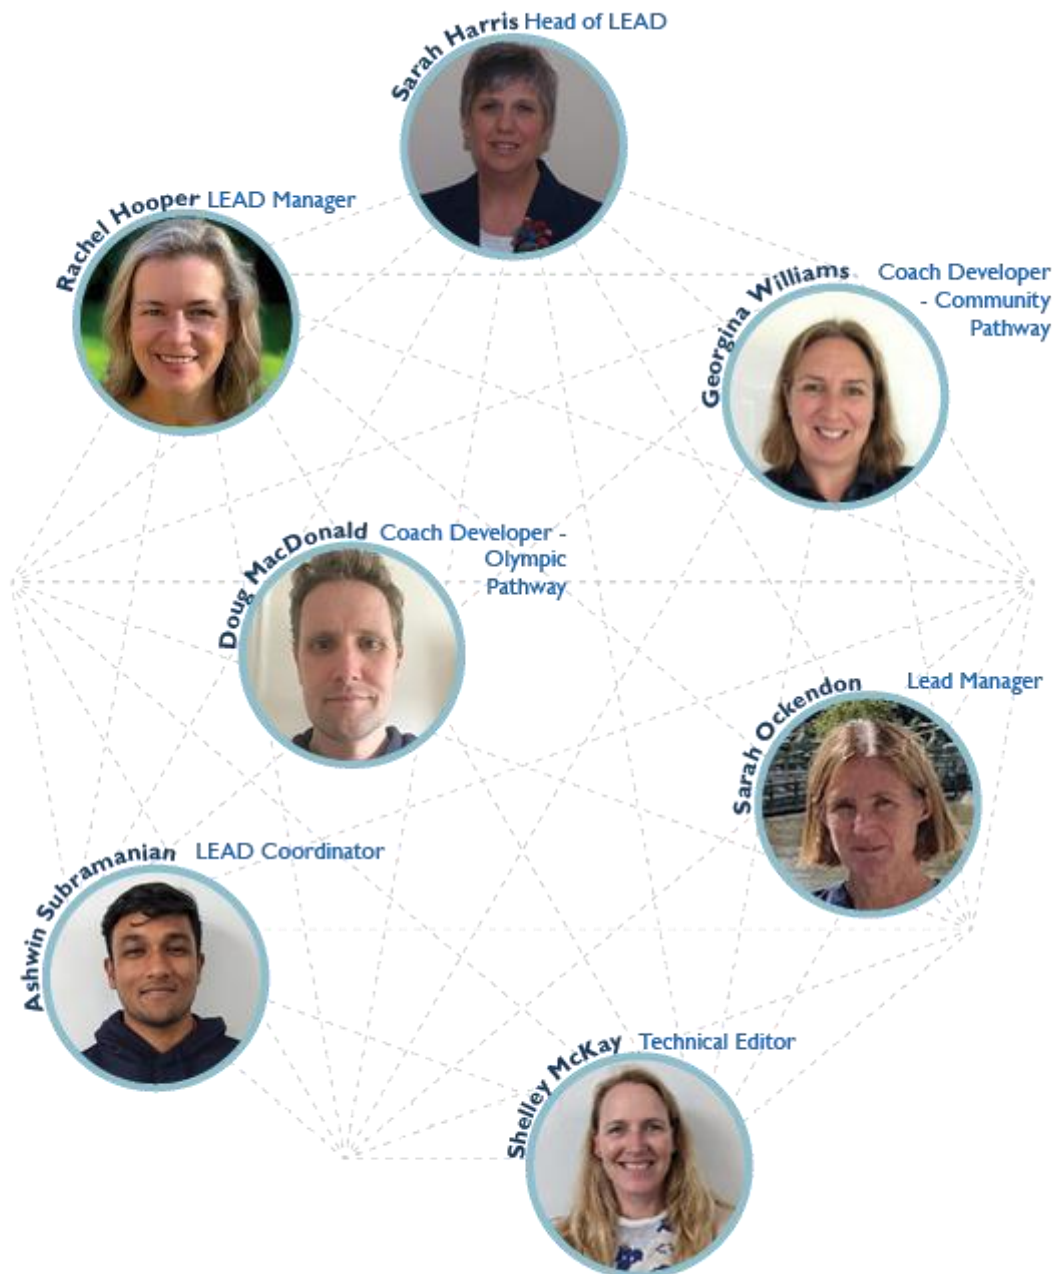 Sarah Harris Head of LEAD
Rachel Hooper LEAD Manager
Georgina Williams Coach Developer
- Community
Pathway
Doug MacDonald Coach Developer -
Olympic
Pathway
Sarah Ockendon Lead Manager
Ashwin Subramanian LEAD Coordinator
Shelley McKay Technical Editor